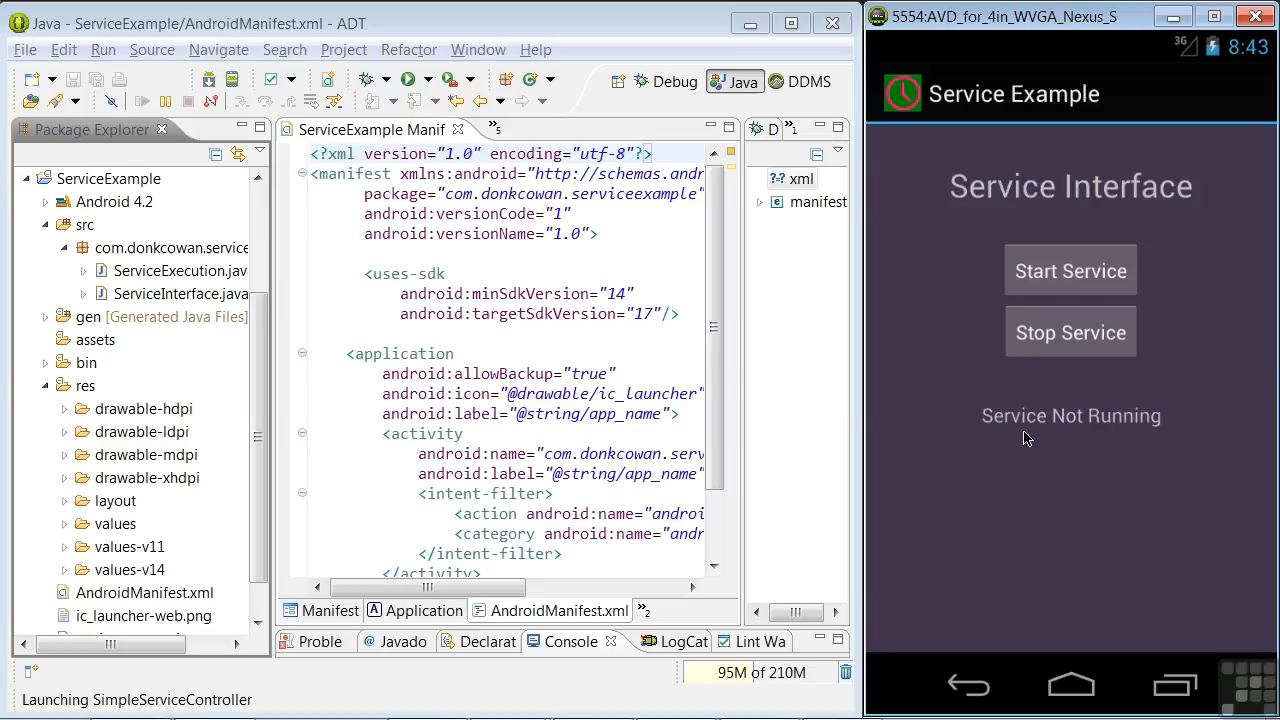 Java - ServiceExample/AndroidManifest.xml - ADT
File Edit Run Source Navigate Search Project Refactor Window Help
Debug Java DDMS
Package Explorer
ServiceExample
Android 4.2
src
com.donkcowan.service
ServiceExecution.jav
ServiceInterface.java
gen [Generated Java Files]
assets
bin
res
drawable-hdpi
drawable-ldpi
drawable-mdpi
drawable-xhdpi
layout
values
values-v11
values-v14
AndroidManifest.xml
ic_launcher-web.png
ServiceExample Manif
»5
<?xml version="1.0" encoding="utf-8"?>
<manifest xmlns:android="http://schemas.andr
package="com.donkcowan.serviceexample"
android:versionCode="1"
android:versionName="1.0">
<uses-sdk
android:minSdkVersion="14"
android:targetSdkVersion="17"/>
<application
android:allowBackup="true"
android:icon="@drawable/ic_launcher"
android:label="@string/app_name">
<activity
android:name="com.donkcowan.serv
android:label="@string/app_name"
<intent-filter>
<action android:name="androi
<category android:name="andr
</intent-filter>
</activity>
Manifest Application AndroidManifest.xml »2
D »1
?=? xml
e manifest
Proble @ Javado Declarat Console LogCat Lint Wa
95M of 210M
Launching SimpleServiceController
5554:AVD_for_4in_WVGA_Nexus_S
3G 8:43
Service Example
Service Interface
Start Service
Stop Service
Service Not Running